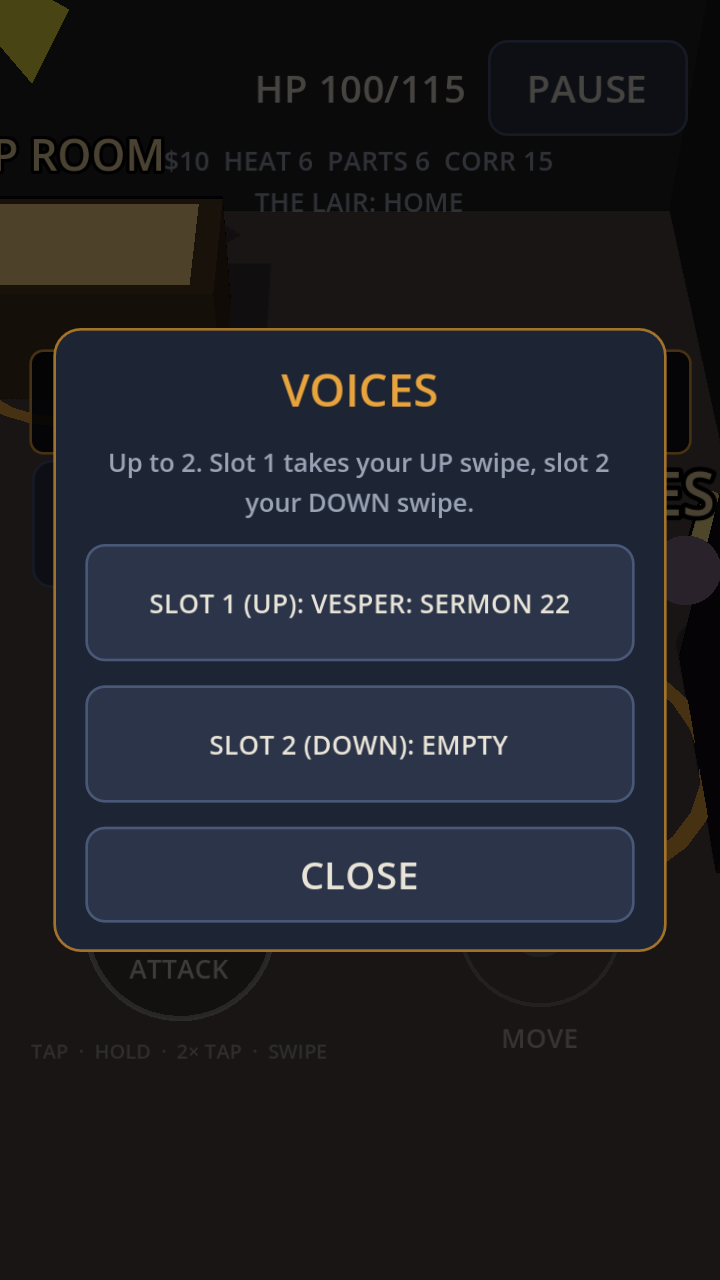 HP 100/115
PAUSE
P ROOM
$10 HEAT 6 PARTS 6 CORR 15
THE LAIR: HOME
VOICES
Up to 2. Slot 1 takes your UP swipe, slot 2
your DOWN swipe.
ES
SLOT 1 (UP): VESPER: SERMON 22
SLOT 2 (DOWN): EMPTY
CLOSE
ATTACK
MOVE
TAP · HOLD · 2× TAP · SWIPE